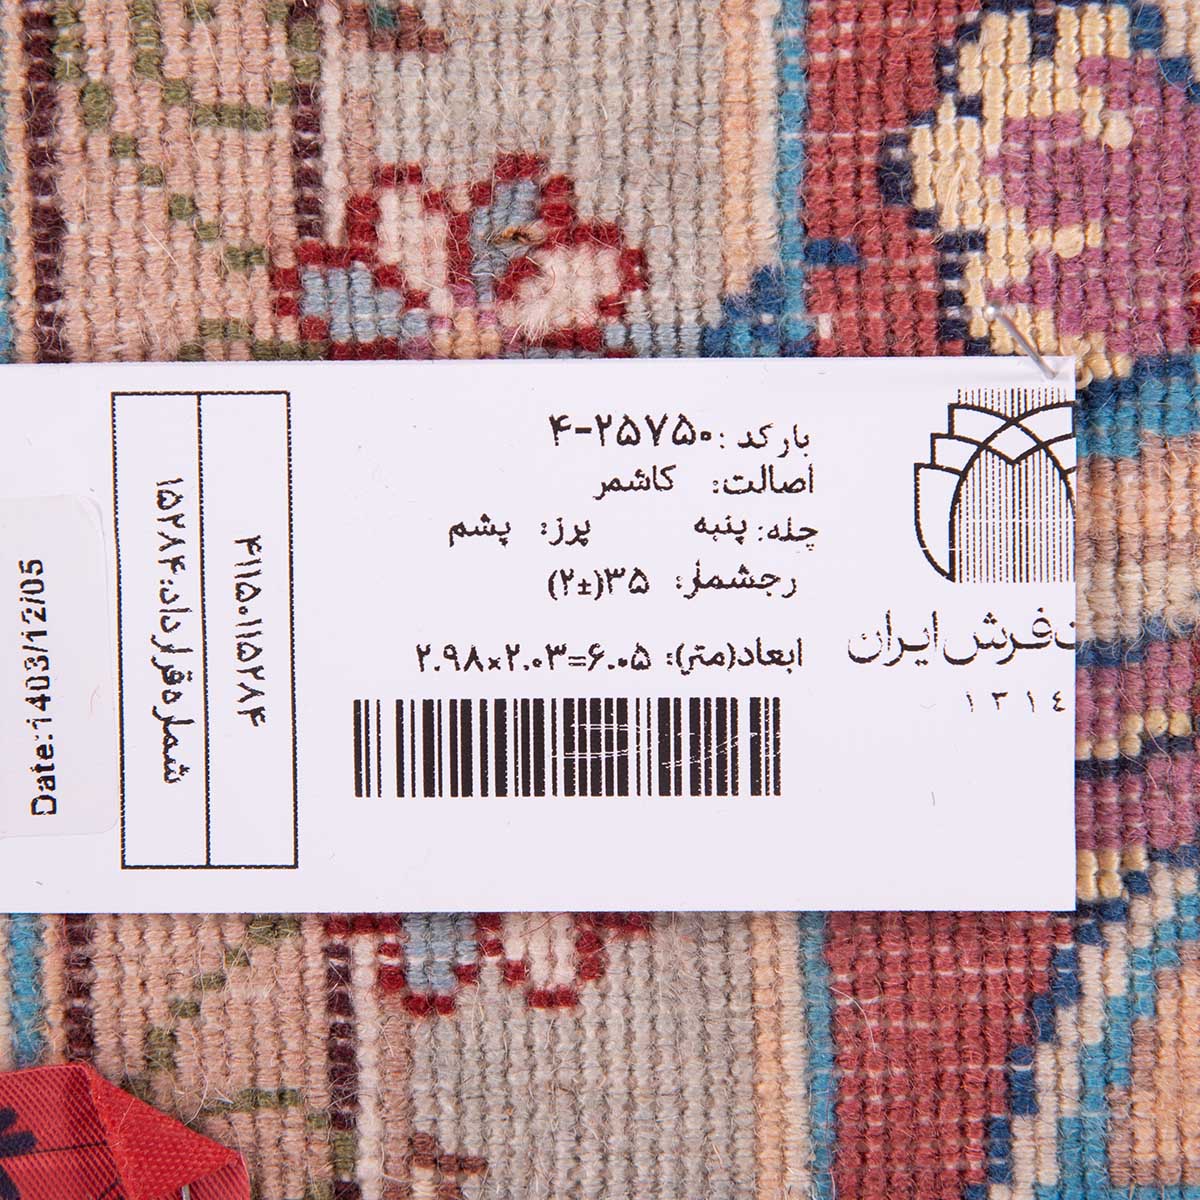 بارکد: ۴-۲۵۷۵۰
اصالت: کاشمر
چله: پنبه پرز: پشم
رجشمار: ۳۵(±۲)
ابعاد(متر): ۲.۹۸×۲.۰۳=۶.۰۵
فرش ایران
۱۳۱٤
۴۱۱۵۰۱۱۵۲۸۴
شماره قرارداد: ۱۵۲۸۴
Date:1403/12/05